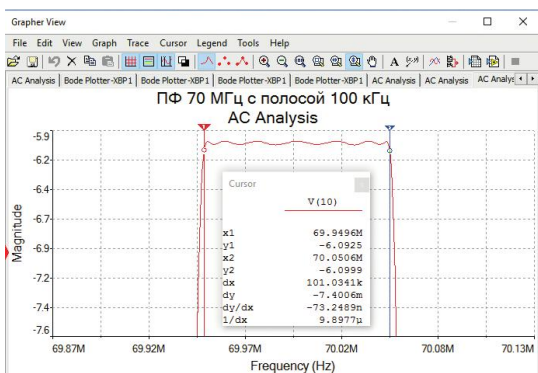 Grapher View
File Edit View Graph Trace Cursor Legend Tools Help
AC Analysis Bode Plotter-XBP1 Bode Plotter-XBP1 Bode Plotter-XBP1 Bode Plotter-XBP1 AC Analysis AC Analysis AC Analys
ПФ 70 МГц с полосой 100 кГц
AC Analysis
-5.9
-6.2
-6.4
-6.7
-6.9
-7.2
-7.4
-7.6
Magnitude
Cursor
V(10)
x1 69.9496M
y1 -6.0925
x2 70.0506M
y2 -6.0999
dx 101.0341k
dy -7.4006m
dy/dx -73.2489n
1/dx 9.8977µ
69.87M 69.92M 69.97M 70.02M 70.08M 70.13M
Frequency (Hz)